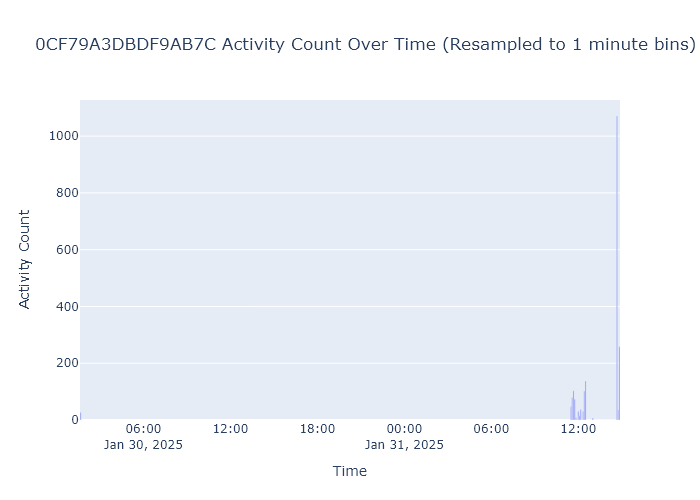 0CF79A3DBDF9AB7C Activity Count Over Time (Resampled to 1 minute bins)
1000
800
600
400
200
0
Activity Count
06:00
Jan 30, 2025
12:00
18:00
00:00
Jan 31, 2025
06:00
12:00
Time